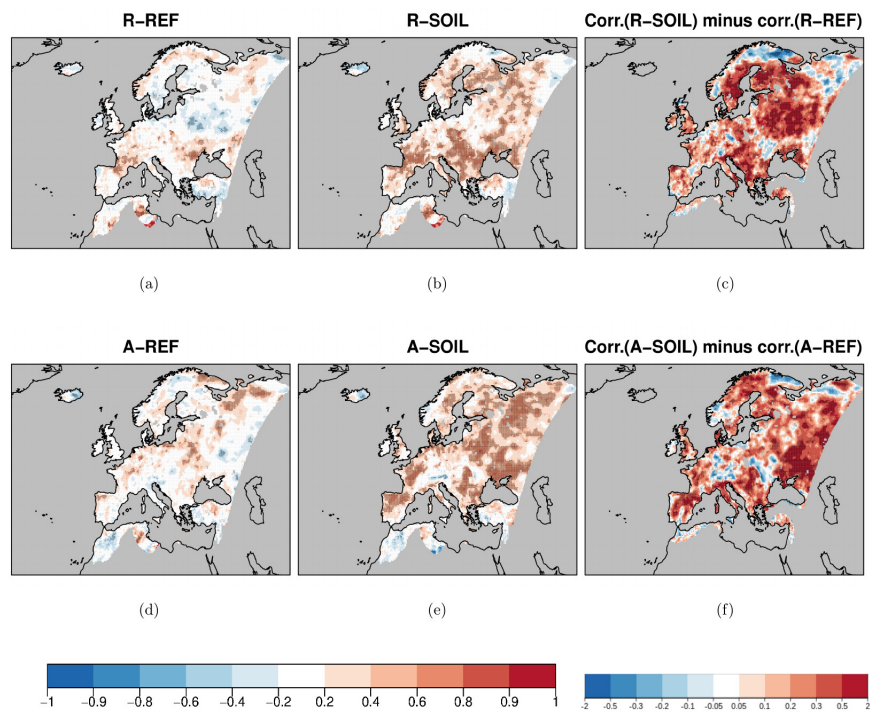 R−REF
R−SOIL
Corr.(R−SOIL) minus corr.(R−REF)
(a)
(b)
(c)
A−REF
A−SOIL
Corr.(A−SOIL) minus corr.(A−REF)
(d)
(e)
(f)
−1 −0.9 −0.6 −0.4 −0.2 0.2 0.4 0.6 0.8 0.9 1
-2 -0.5 -0.3 -0.2 -0.1 -0.05 0.05 0.1 0.2 0.3 0.5 2